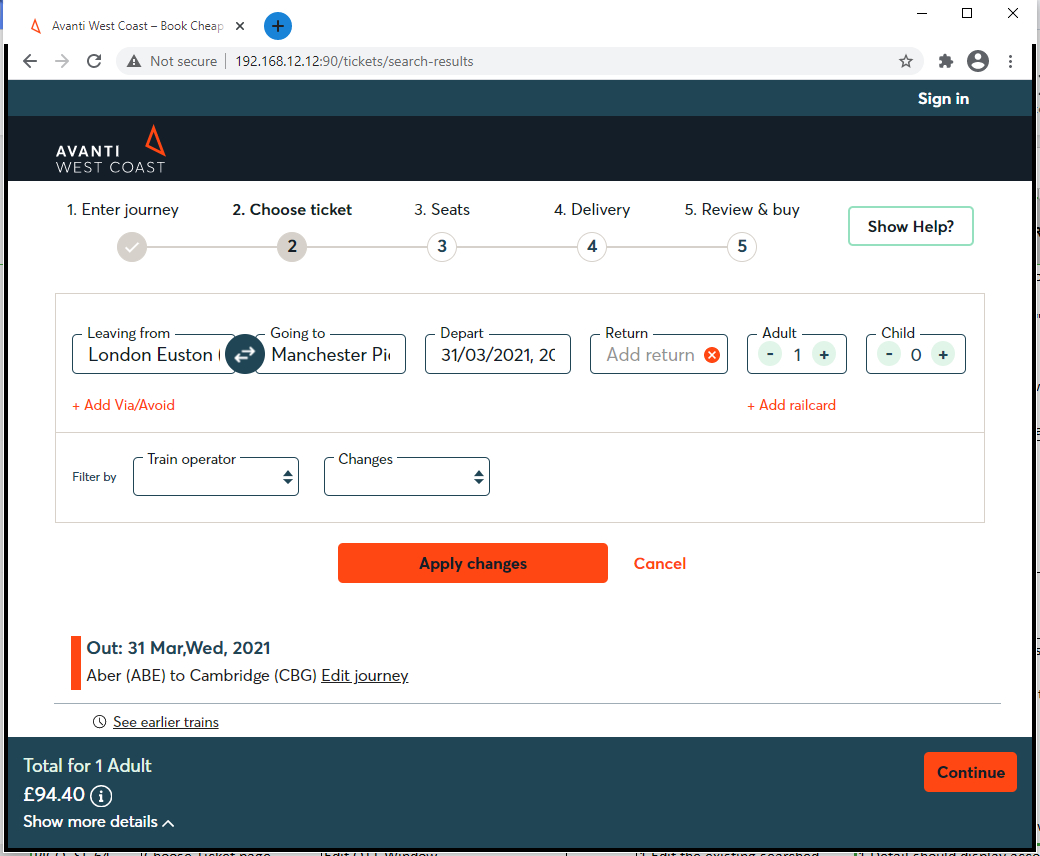 Avanti West Coast – Book Cheap
Not secure | 192.168.12.12:90/tickets/search-results
Sign in
AVANTI
WEST COAST
1. Enter journey 2. Choose ticket 3. Seats 4. Delivery 5. Review & buy
2 3 4 5
Show Help?
Leaving from Going to Depart Return Adult Child
London Euston ( Manchester Pi 31/03/2021, 20 Add return - 1 + - 0 +
+ Add Via/Avoid + Add railcard
Train operator Changes
Filter by
Apply changes Cancel
Out: 31 Mar,Wed, 2021
Aber (ABE) to Cambridge (CBG) Edit journey
See earlier trains
Total for 1 Adult
£94.40
Continue
Show more details